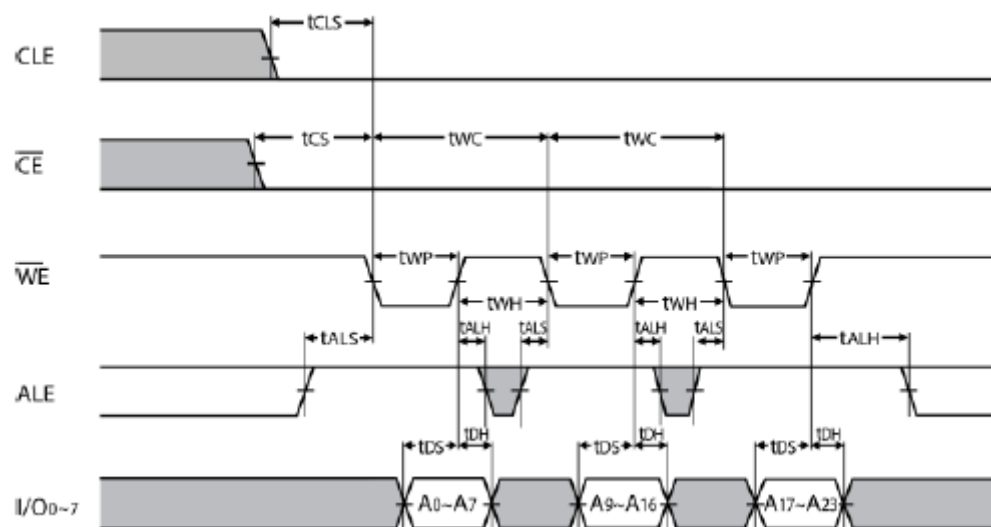 tCLS
CLE
tCS tWC tWC
CE
tWP tWP tWP
WE
tWH tWH
tALH tALS tALH tALS
tALS tALH
ALE
tDS tDH tDS tDH tDS tDH
I/O0~7 A0~A7 A9~A16 A17~A23